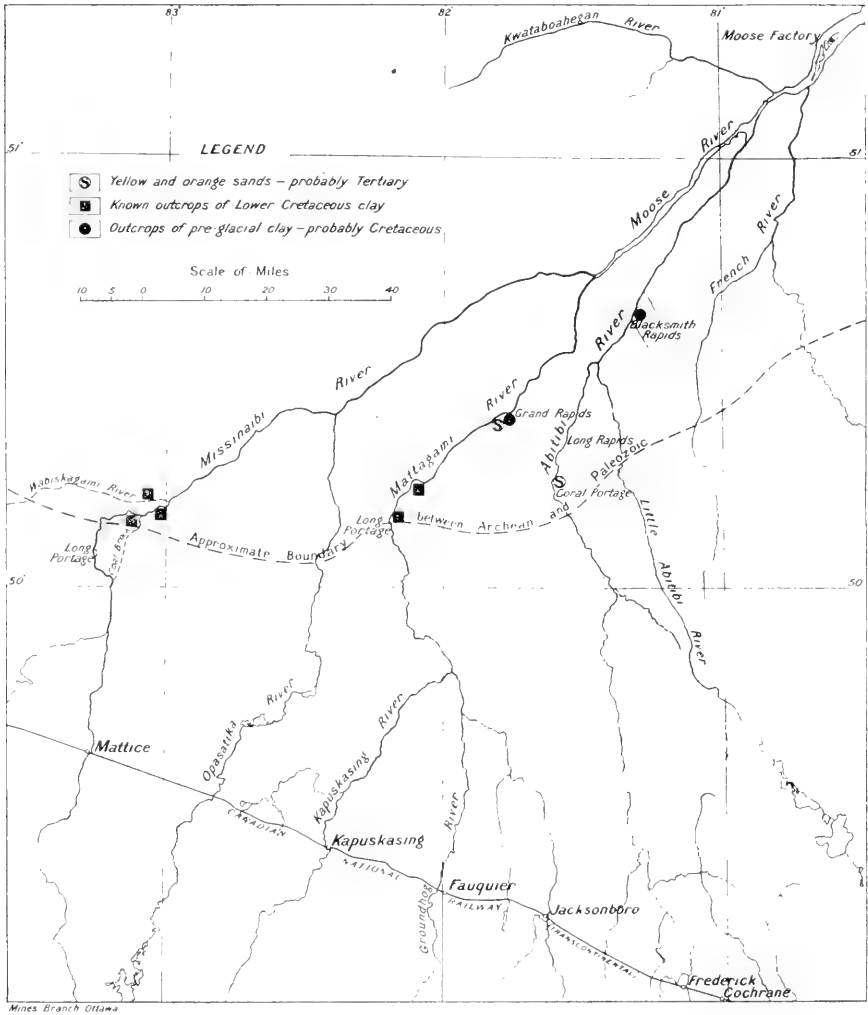 83°
82°
81°
Kwataboahegan River
Moose Factory
51°
51
LEGEND
S Yellow and orange sands – probably Tertiary
Known outcrops of Lower Cretaceous clay
Outcrops of pre-glacial clay – probably Cretaceous
Scale of Miles
10 5 0 10 20 30 40
Moose River
French River
Blacksmith Rapids
Missinaibi River
Mattagami River
Grand Rapids
S
Abitibi River
Long Rapids
S
Coral Portage
Wabiskagami River
Long Portage
Long Portage
Approximate Boundary between Archean and Paleozoic
Little Abitibi River
50°
50
Mattice
Opasatika River
Kapuskasing River
Groundhog River
CANADIAN NATIONAL RAILWAY (TRANSCONTINENTAL)
Kapuskasing
Fauquier
Jacksonboro
Frederick
Cochrane
Mines Branch Ottawa